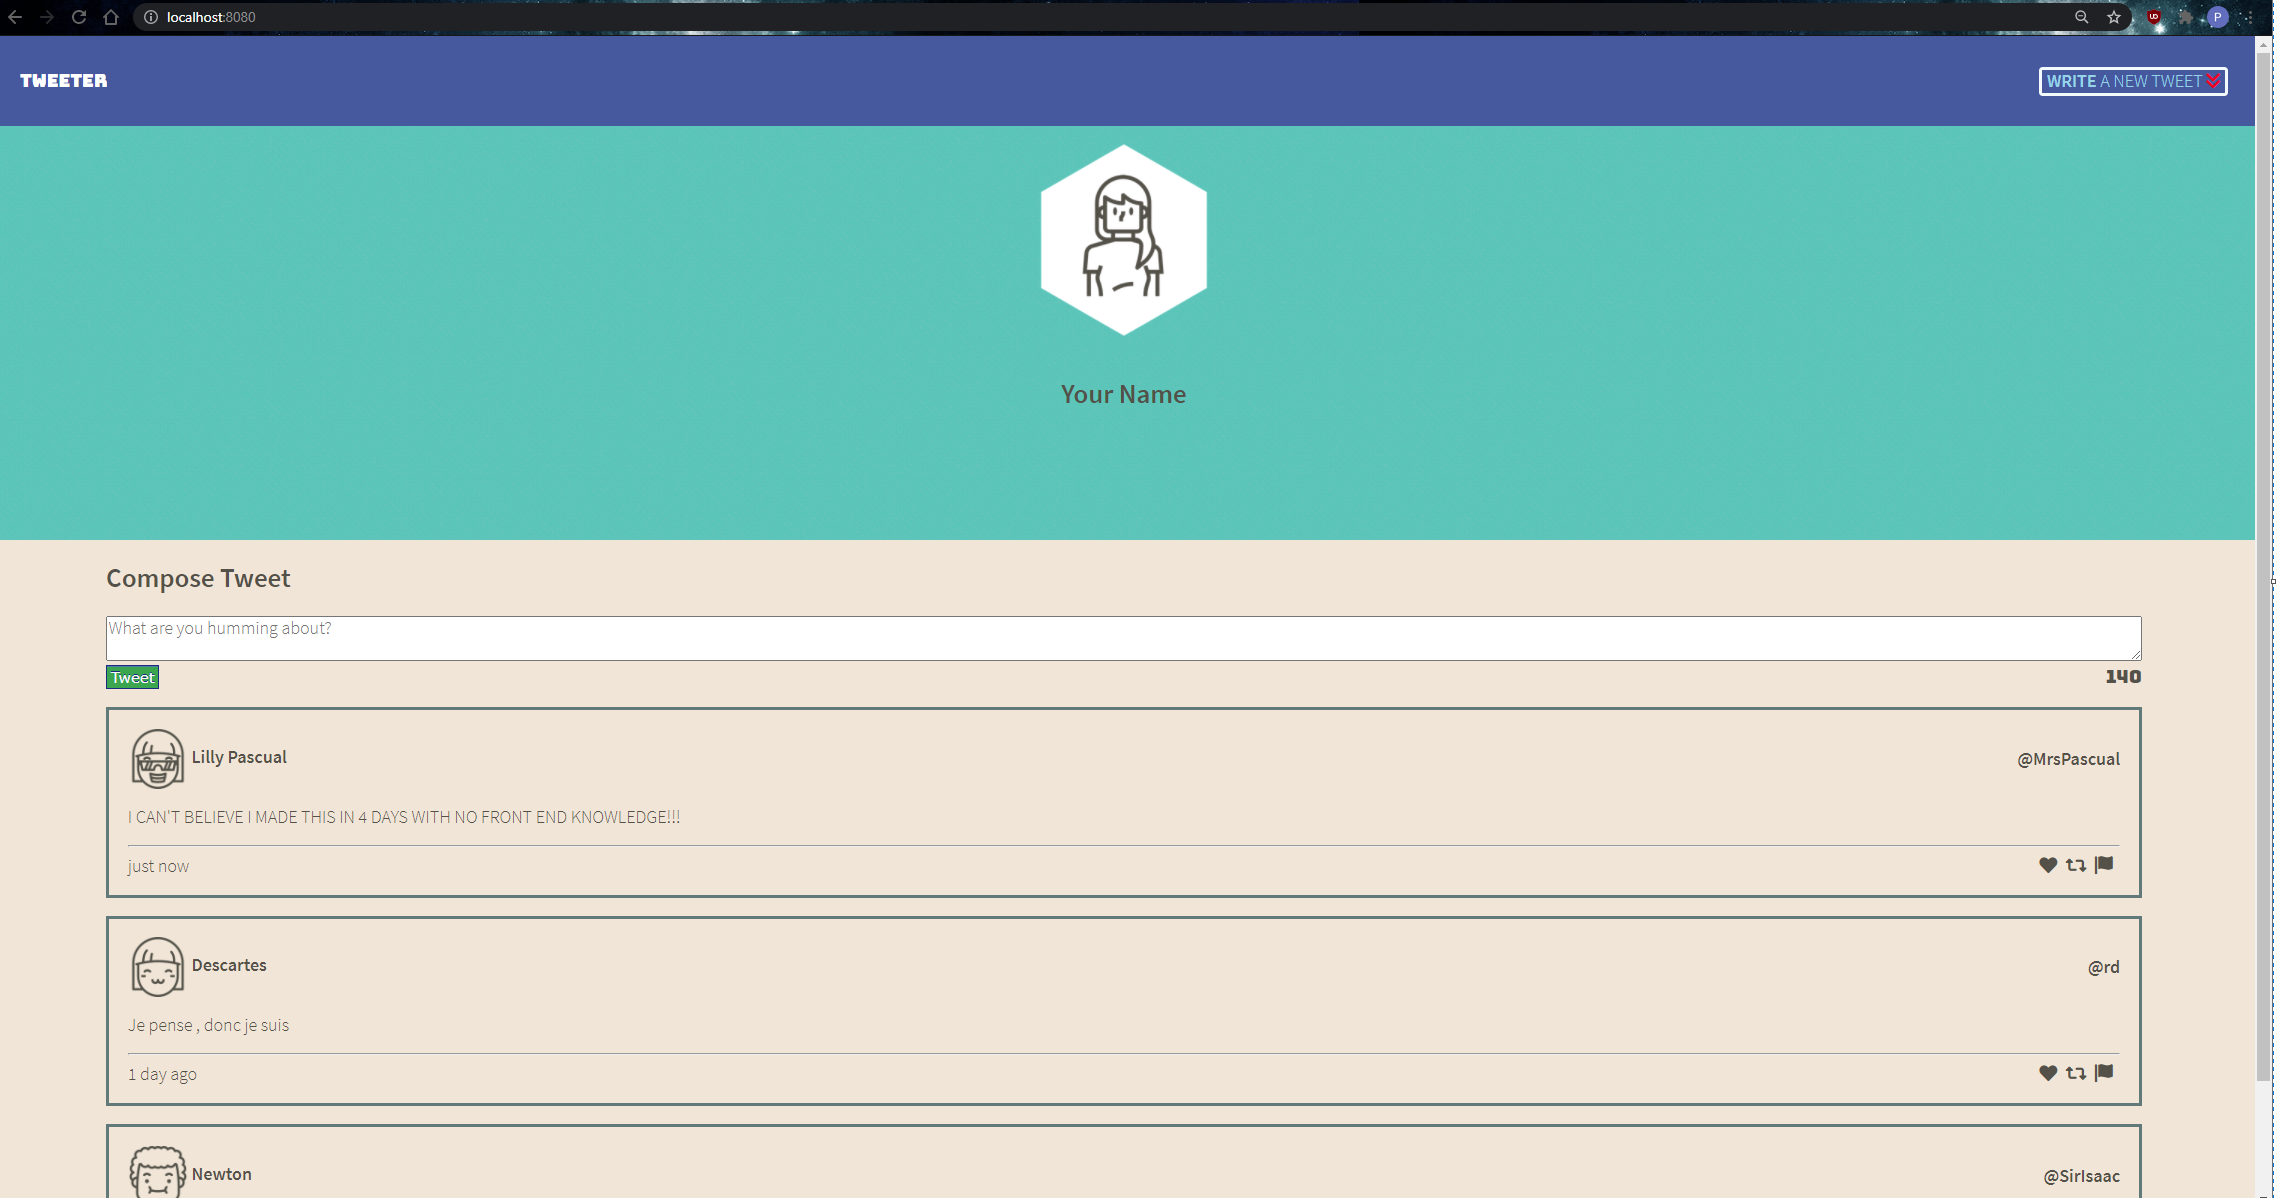 localhost:8080
P
TWEETER
WRITE A NEW TWEET
Your Name
Compose Tweet
What are you humming about?
Tweet
140
Lilly Pascual
@MrsPascual
I CAN'T BELIEVE I MADE THIS IN 4 DAYS WITH NO FRONT END KNOWLEDGE!!!
just now
Descartes
@rd
Je pense , donc je suis
1 day ago
Newton
@SirIsaac